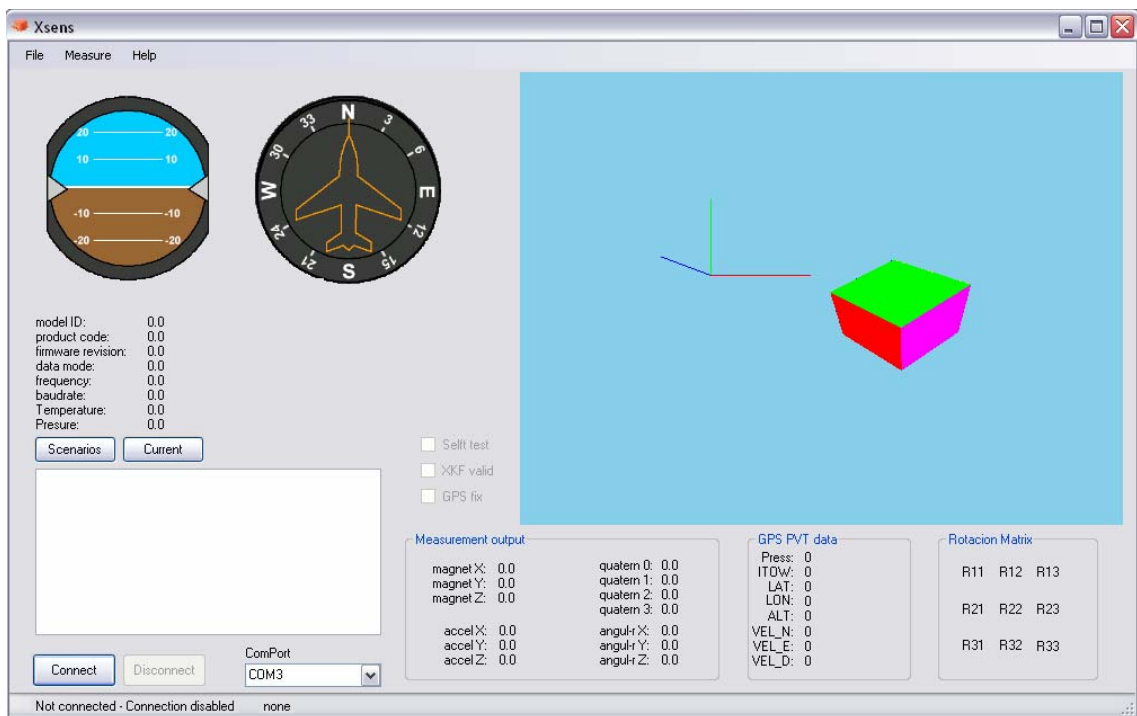 Xsens
File Measure Help
20 20
10 10
-10 -10
-20 -20
N 3 6 E 12 15 S 21 24 W 30 33
model ID: 0.0
product code: 0.0
firmware revision: 0.0
data mode: 0.0
frequency: 0.0
baudrate: 0.0
Temperature: 0.0
Presure: 0.0
Scenarios Current
Selft test
XKF valid
GPS fix
Measurement output
magnet X: 0.0
magnet Y: 0.0
magnet Z: 0.0
accel X: 0.0
accel Y: 0.0
accel Z: 0.0
quatern 0: 0.0
quatern 1: 0.0
quatern 2: 0.0
quatern 3: 0.0
angul-r X: 0.0
angul-r Y: 0.0
angul-r Z: 0.0
GPS PVT data
Press: 0
ITOW: 0
LAT: 0
LON: 0
ALT: 0
VEL_N: 0
VEL_E: 0
VEL_D: 0
Rotacion Matrix
R11 R12 R13
R21 R22 R23
R31 R32 R33
Connect Disconnect
ComPort
COM3
Not connected - Connection disabled none